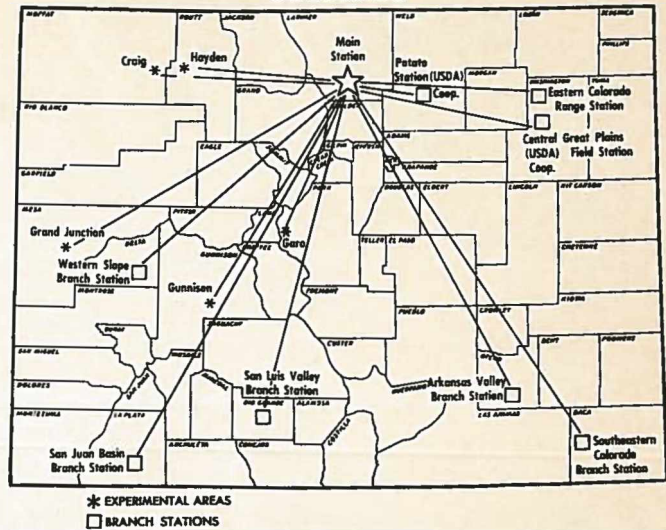 MOFFAT
ROUTT
JACKSON
LARIMER
WELD
LOGAN
SEDGWICK
PHILLIPS
Craig
Hayden
Main
Station
Potato
Station (USDA)
Coop.
MORGAN
WASHINGTON
YUMA
Eastern Colorado
Range Station
RIO BLANCO
GRAND
BOULDER
Central Great Plains
(USDA) Field Station
Coop.
EAGLE
ADAMS
ARAPAHOE
GARFIELD
PARK
DOUGLAS
ELBERT
LINCOLN
KIT CARSON
MESA
PITKIN
Grand Junction
DELTA
Garo
Western Slope
Branch Station
GUNNISON
TELLER
EL PASO
CHEYENNE
MONTROSE
Gunnison
FREMONT
KIOWA
OURAY
SAGUACHE
PUEBLO
CROWLEY
SAN MIGUEL
CUSTER
OTERO
BENT
PROWERS
DOLORES
SAN JUAN
HINSDALE
MINERAL
San Luis Valley
Branch Station
HUERFANO
Arkansas Valley
Branch Station
MONTEZUMA
LA PLATA
RIO GRANDE
ALAMOSA
LAS ANIMAS
BACA
San Juan Basin
Branch Station
ARCHULETA
CONEJOS
COSTILLA
Southeastern
Colorado
Branch Station
EXPERIMENTAL AREAS
BRANCH STATIONS